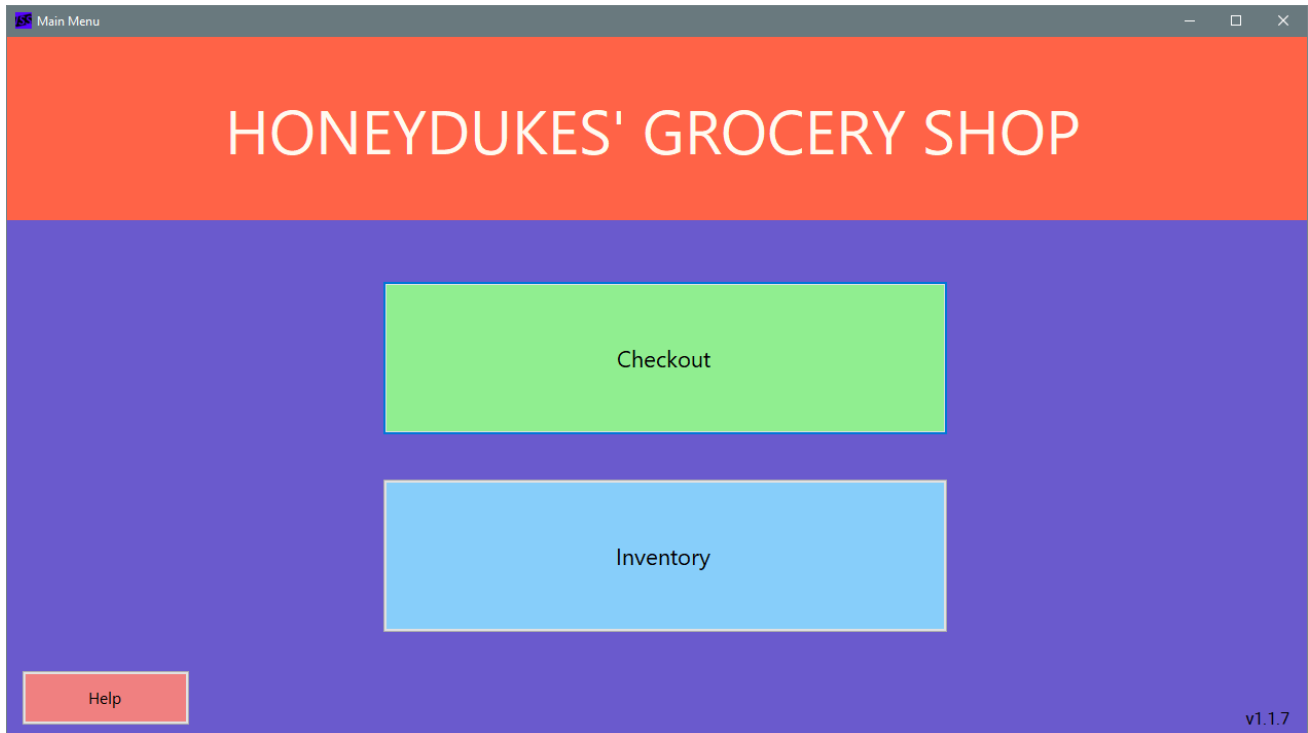 Main Menu
HONEYDUKES' GROCERY SHOP
Checkout
Inventory
Help
v1.1.7